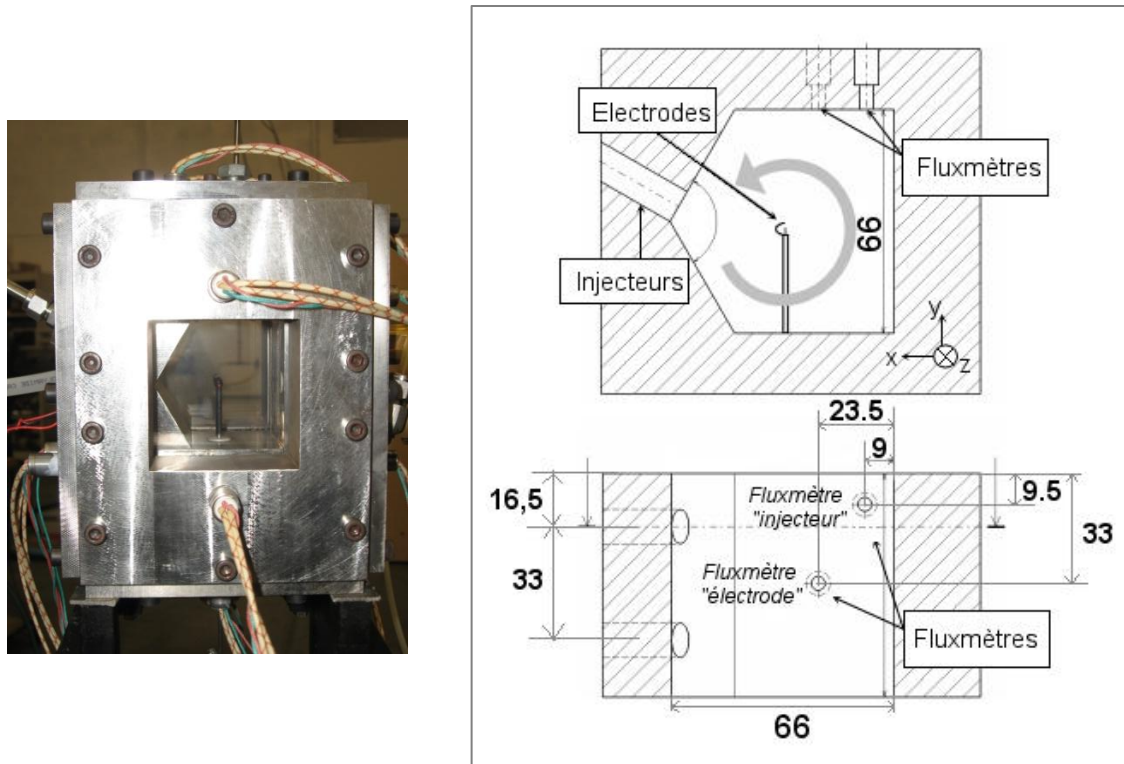 Electrodes
Fluxmètres
66
Injecteurs
y
x
z
23.5
9
16,5
Fluxmètre
"injecteur"
9.5
33
33
Fluxmètre
"électrode"
Fluxmètres
66